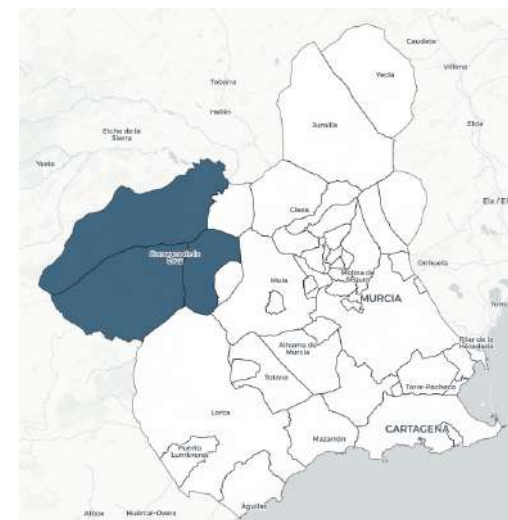 Caudete
Yecla
Villena
Tobarra
Hellín
Jumilla
Elda
Elche de la
Sierra
Yeste
Elx / El
Cieza
Caravaca de la
Cruz
Orihuela
Mula
Molina de
Segura
MURCIA
Torre
Pilar de la
Horadada
Alhama de
Murcia
Totana
Torre-Pacheco
Lorca
CARTAGENA
Puerto
Lumbreras
Mazarrón
Águilas
Albox
Huércal-Overa